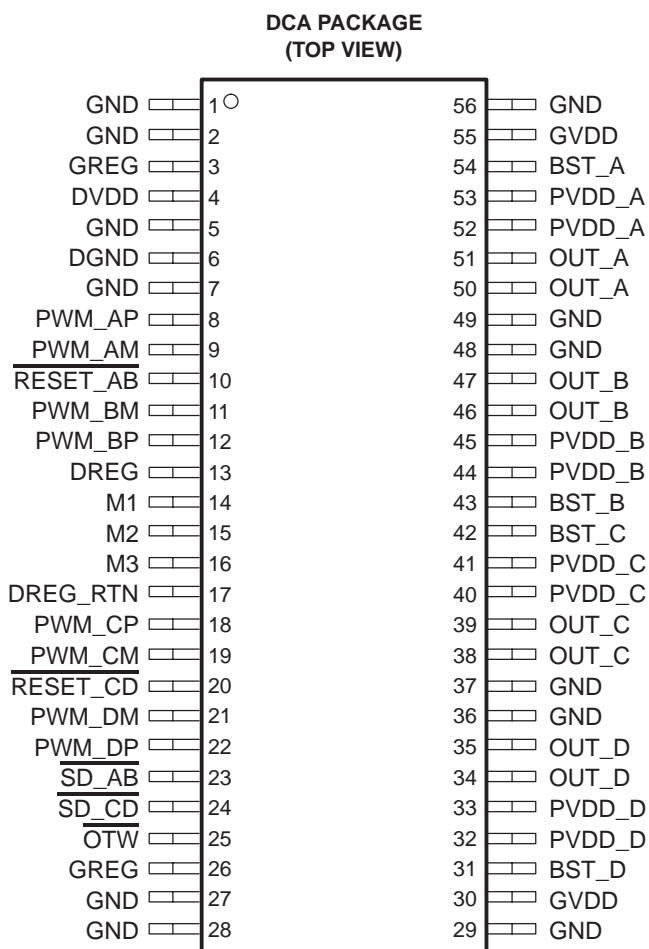 DCA PACKAGE
(TOP VIEW)
GND 1 56 GND
GND 2 55 GVDD
GREG 3 54 BST_A
DVDD 4 53 PVDD_A
GND 5 52 PVDD_A
DGND 6 51 OUT_A
GND 7 50 OUT_A
PWM_AP 8 49 GND
PWM_AM 9 48 GND
RESET_AB 10 47 OUT_B
PWM_BM 11 46 OUT_B
PWM_BP 12 45 PVDD_B
DREG 13 44 PVDD_B
M1 14 43 BST_B
M2 15 42 BST_C
M3 16 41 PVDD_C
DREG_RTN 17 40 PVDD_C
PWM_CP 18 39 OUT_C
PWM_CM 19 38 OUT_C
RESET_CD 20 37 GND
PWM_DM 21 36 GND
PWM_DP 22 35 OUT_D
SD_AB 23 34 OUT_D
SD_CD 24 33 PVDD_D
OTW 25 32 PVDD_D
GREG 26 31 BST_D
GND 27 30 GVDD
GND 28 29 GND